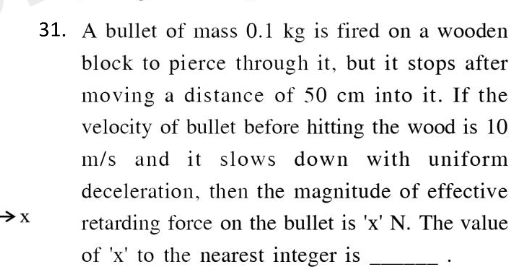 31. A bullet of mass 0.1 kg is fired on a wooden
block to pierce through it, but it stops after
moving a distance of 50 cm into it. If the
velocity of bullet before hitting the wood is 10
m/s and it slows down with uniform
deceleration, then the magnitude of effective
→x retarding force on the bullet is 'x' N. The value
of 'x' to the nearest integer is ______ .